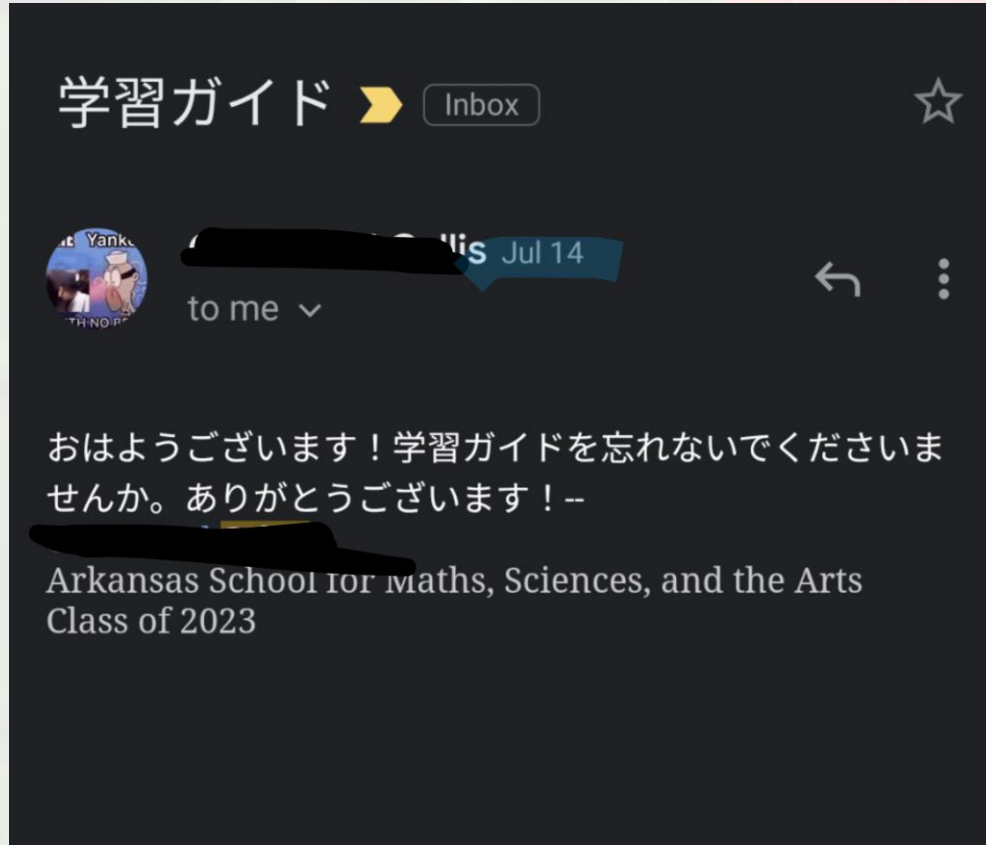 学習ガイド Inbox
Jul 14
to me
おはようございます！学習ガイドを忘れないでくださいま
せんか。ありがとうございます！--
Arkansas School for Maths, Sciences, and the Arts
Class of 2023